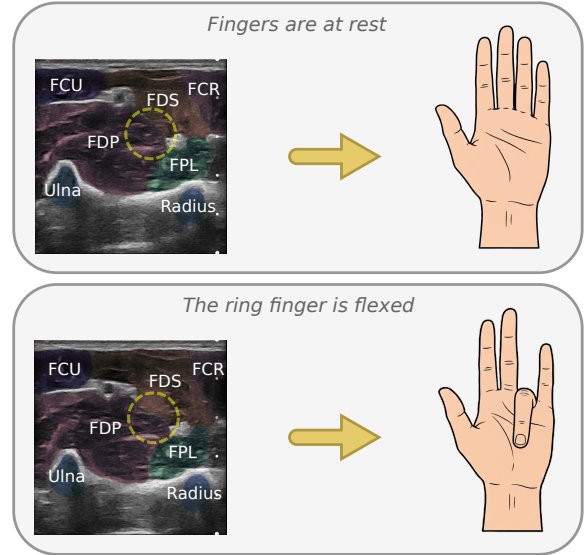 Fingers are at rest
FCU
FCR
FDS
FDP
FPL
Ulna
Radius
The ring finger is flexed
FCU
FCR
FDS
FDP
FPL
Ulna
Radius